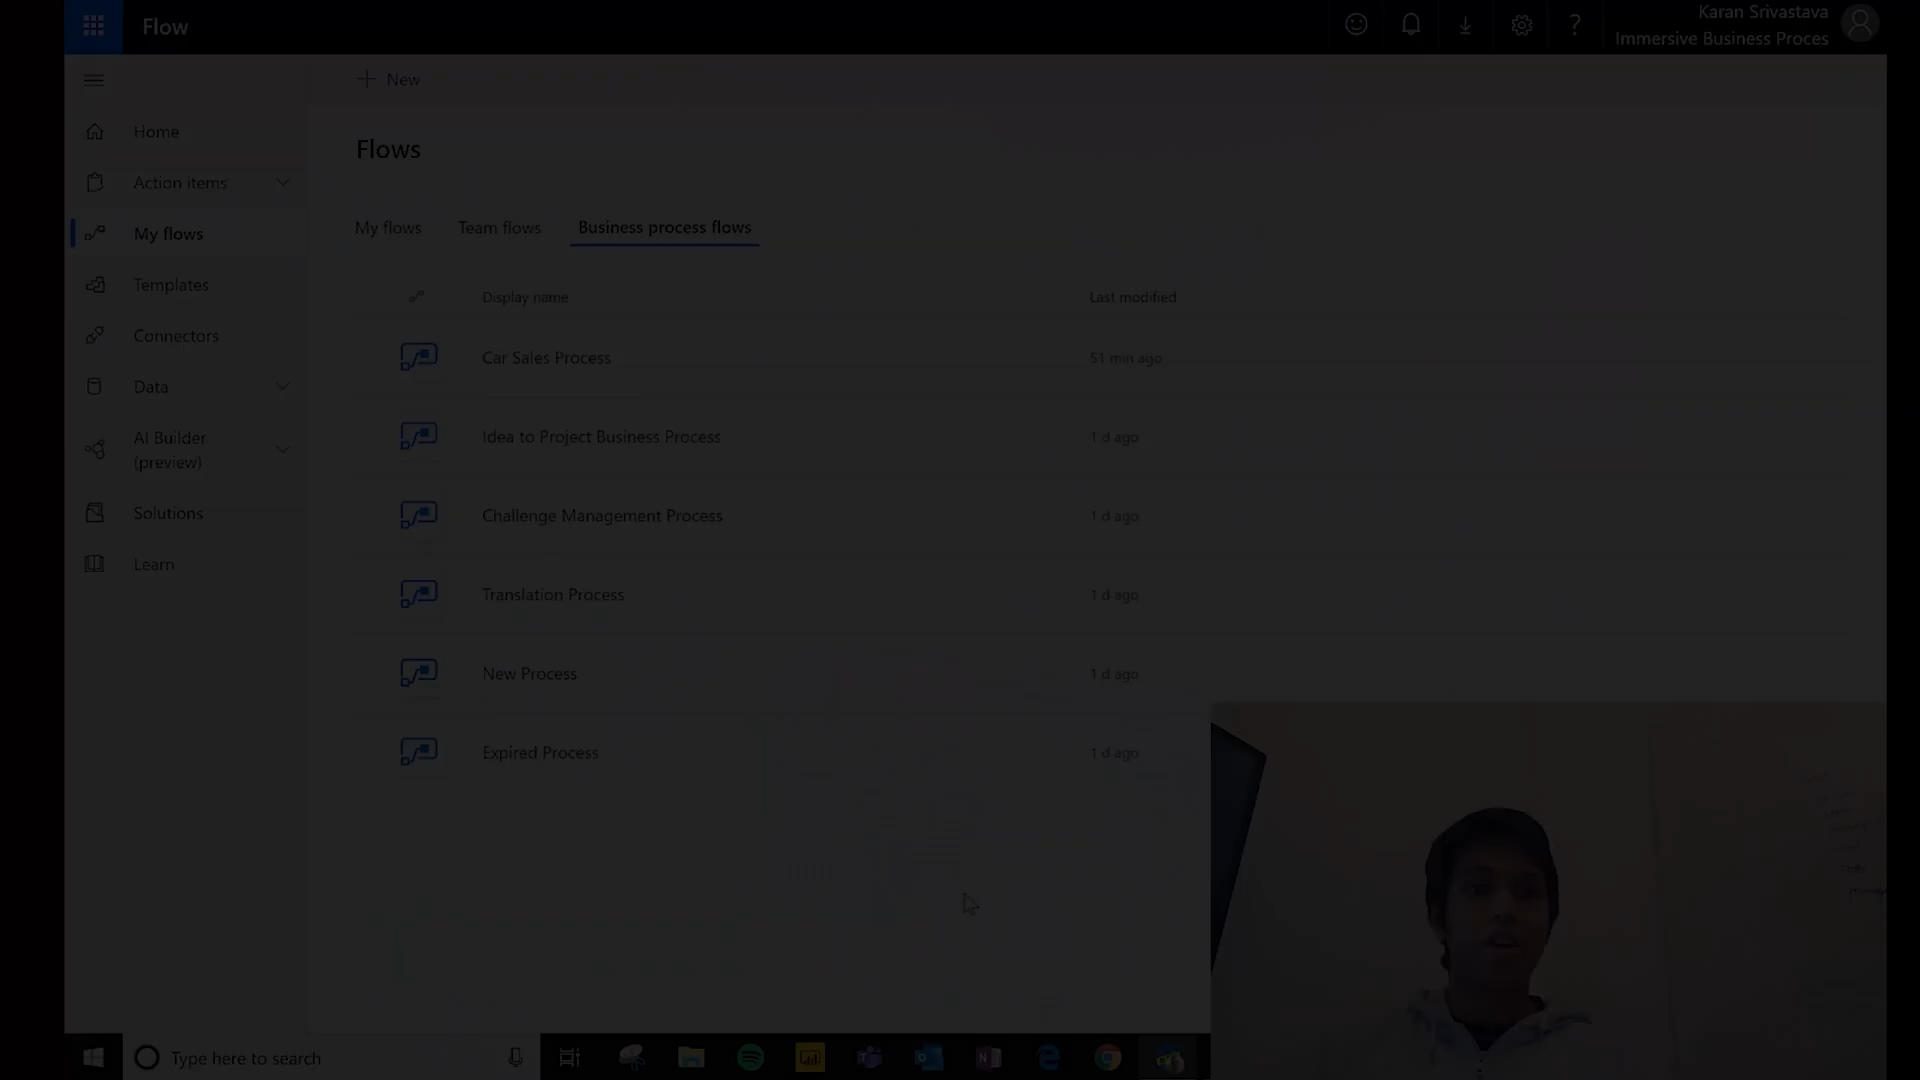 Flow
Karan Srivastava
Immersive Business Proces
New
Home
Action items
My flows
Templates
Connectors
Data
AI Builder
(preview)
Solutions
Learn
Flows
My flows Team flows Business process flows
Display name Last modified
Car Sales Process 51 min ago
Idea to Project Business Process 1 d ago
Challenge Management Process 1 d ago
Translation Process 1 d ago
New Process 1 d ago
Expired Process 1 d ago
Type here to search